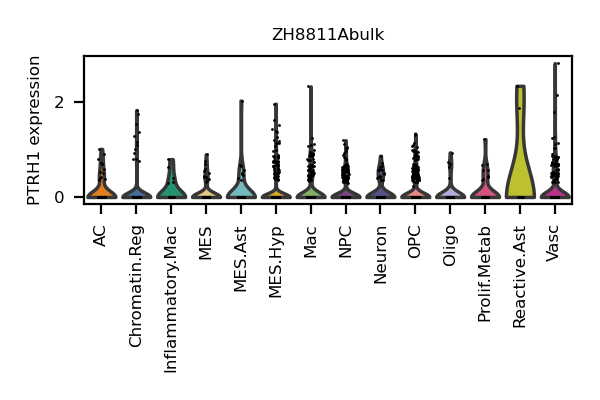 ZH8811Abulk
PTRH1 expression
2
0
AC
Chromatin.Reg
Inflammatory.Mac
MES
MES.Ast
MES.Hyp
Mac
NPC
Neuron
OPC
Oligo
Prolif.Metab
Reactive.Ast
Vasc